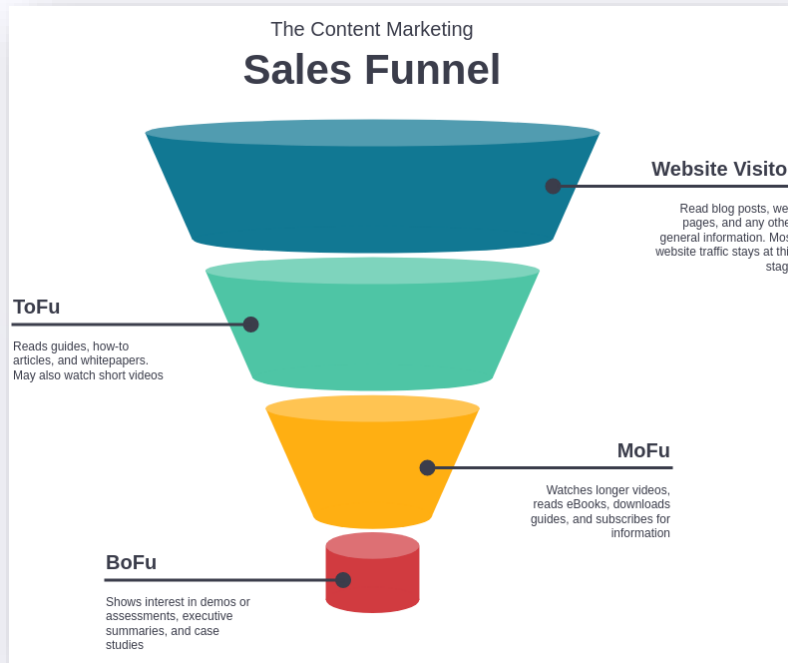 The Content Marketing
Sales Funnel
Website Visito
Read blog posts, we
pages, and any othe
general information. Mos
website traffic stays at thi
stag
ToFu
Reads guides, how-to
articles, and whitepapers.
May also watch short videos
MoFu
Watches longer videos,
reads eBooks, downloads
guides, and subscribes for
information
BoFu
Shows interest in demos or
assessments, executive
summaries, and case
studies